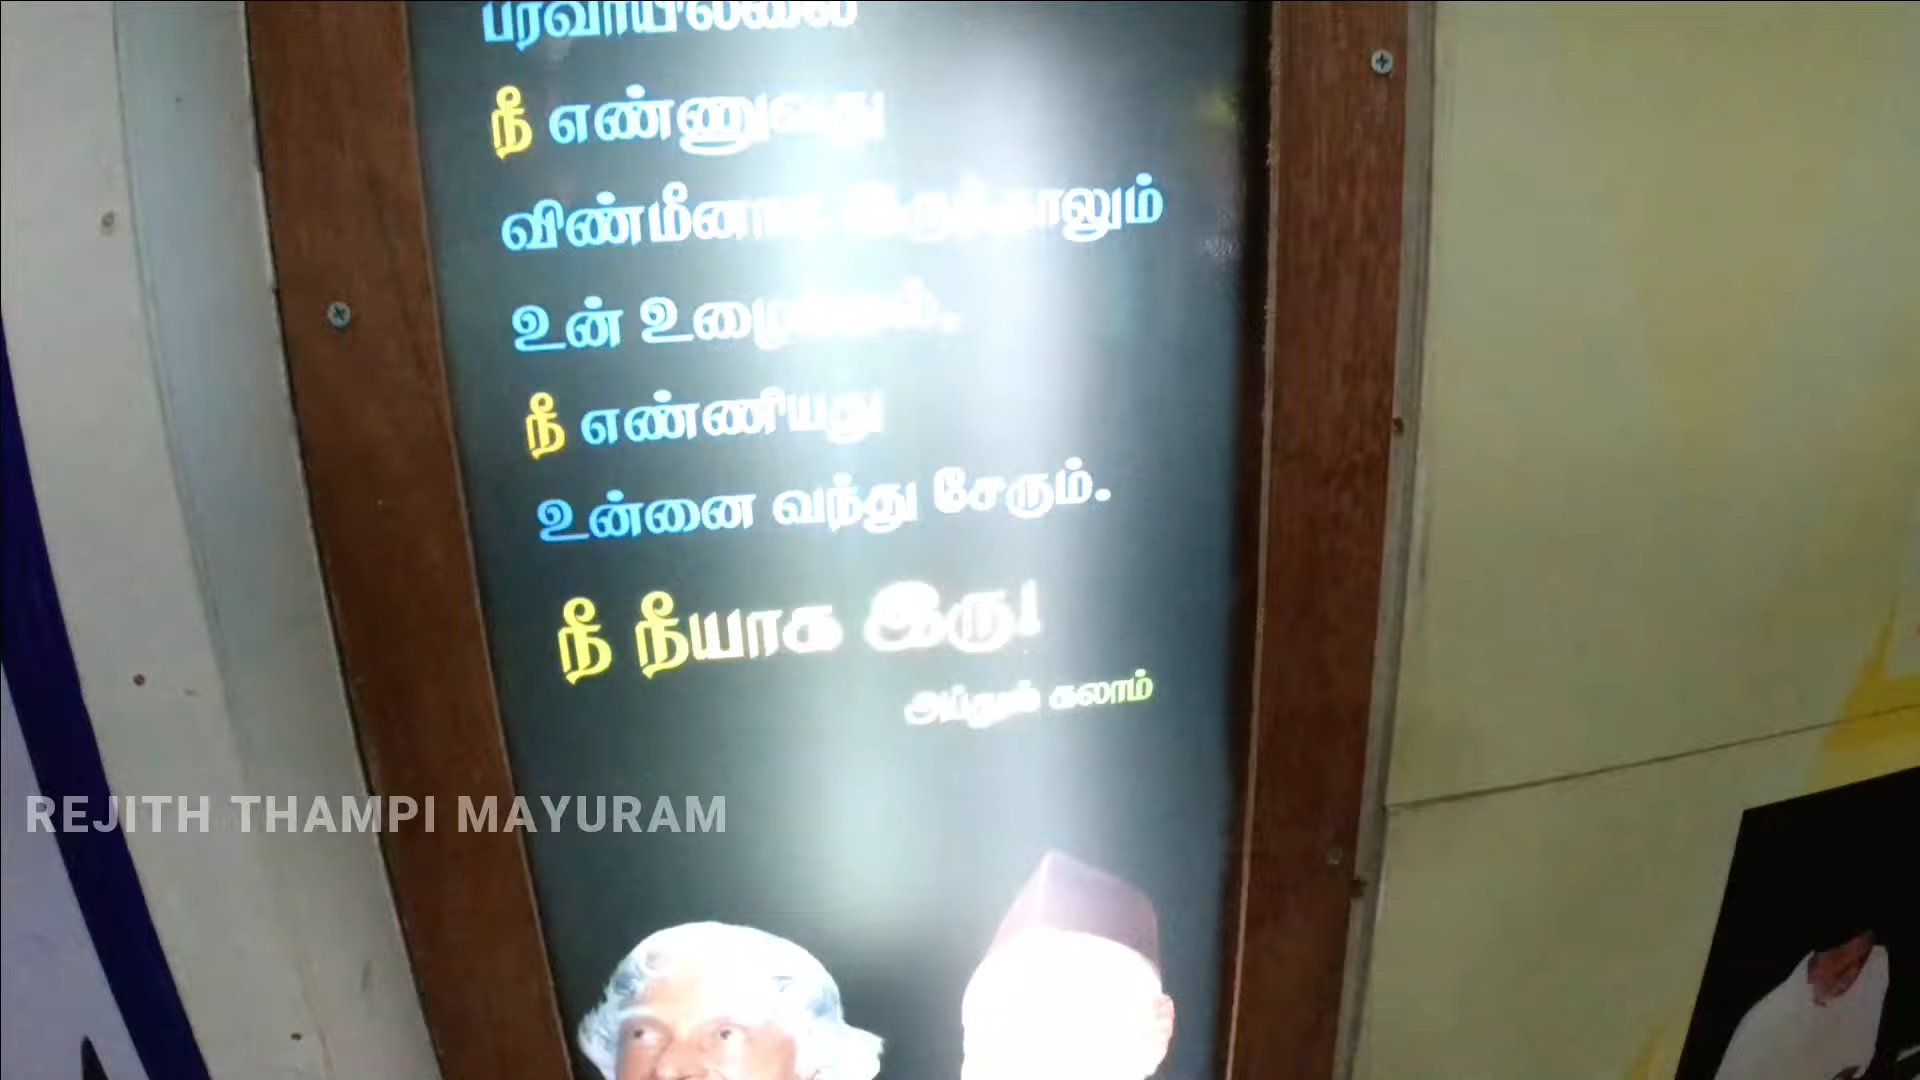 பரவாயில்லை
நீ எண்ணுவது
விண்மீனாக இருந்தாலும்
உன் உழைப்பால்.
நீ எண்ணியது
உன்னை வந்து சேரும்.
நீ நீயாக இரு!
அப்துல் கலாம்
REJITH THAMPI MAYURAM